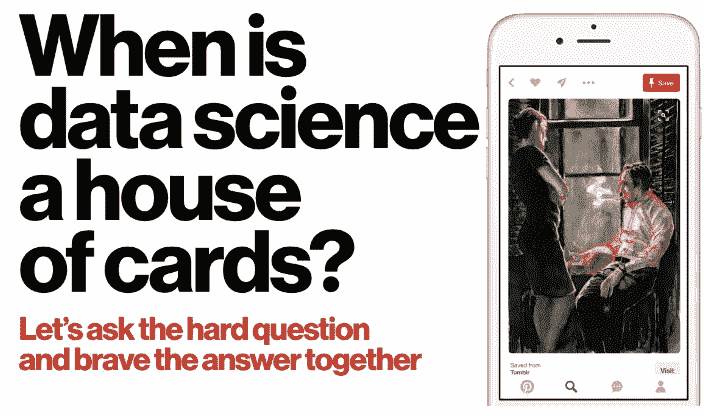 When is
data science
a house
of cards?
Let's ask the hard question
and brave the answer together
Save
Saved from
Tumblr
Visit